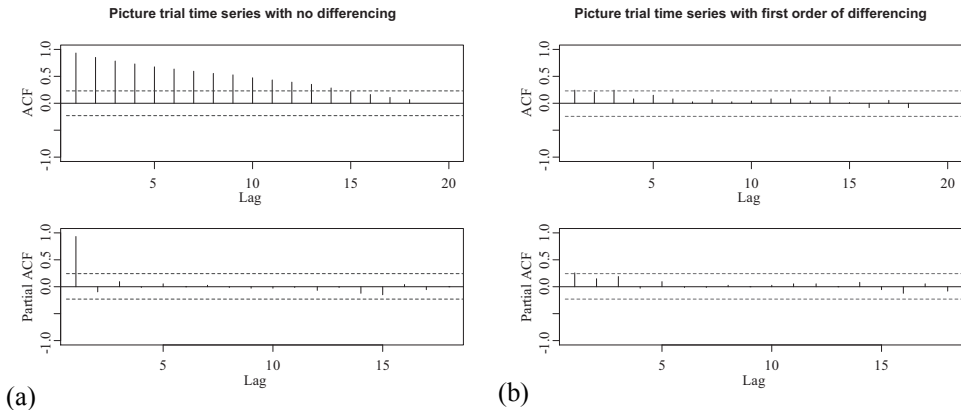 Picture trial time series with no differencing
ACF
-1.0 0.0 0.5 1.0
5 10 15 20
Lag
Partial ACF
-1.0 0.0 0.5 1.0
5 10 15
Lag
(a)
Picture trial time series with first order of differencing
ACF
-1.0 0.0 0.5 1.0
5 10 15 20
Lag
Partial ACF
-1.0 0.0 0.5 1.0
5 10 15
Lag
(b)